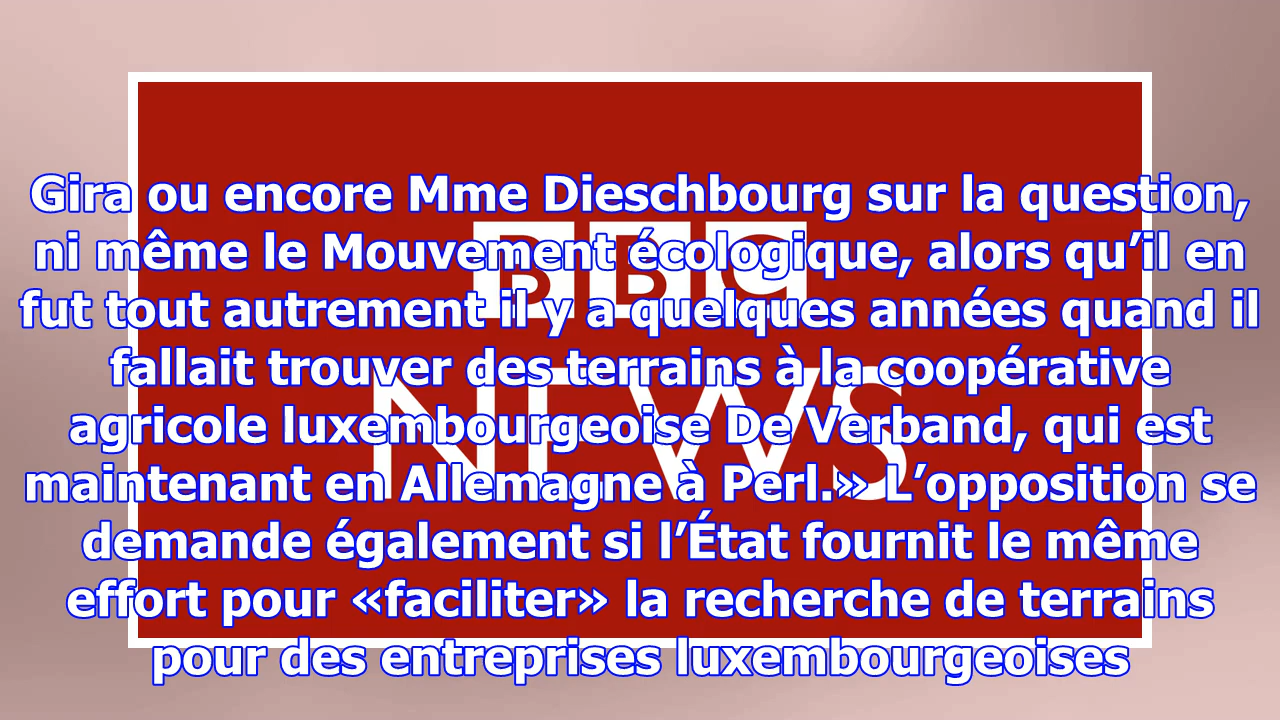 Gira ou encore Mme Dieschbourg sur la question,
ni même le Mouvement écologique, alors qu’il en
fut tout autrement il y a quelques années quand il
fallait trouver des terrains à la coopérative
agricole luxembourgeoise De Verband, qui est
maintenant en Allemagne à Perl.» L’opposition se
demande également si l’État fournit le même
effort pour «faciliter» la recherche de terrains
pour des entreprises luxembourgeoises
BBC
NEWS